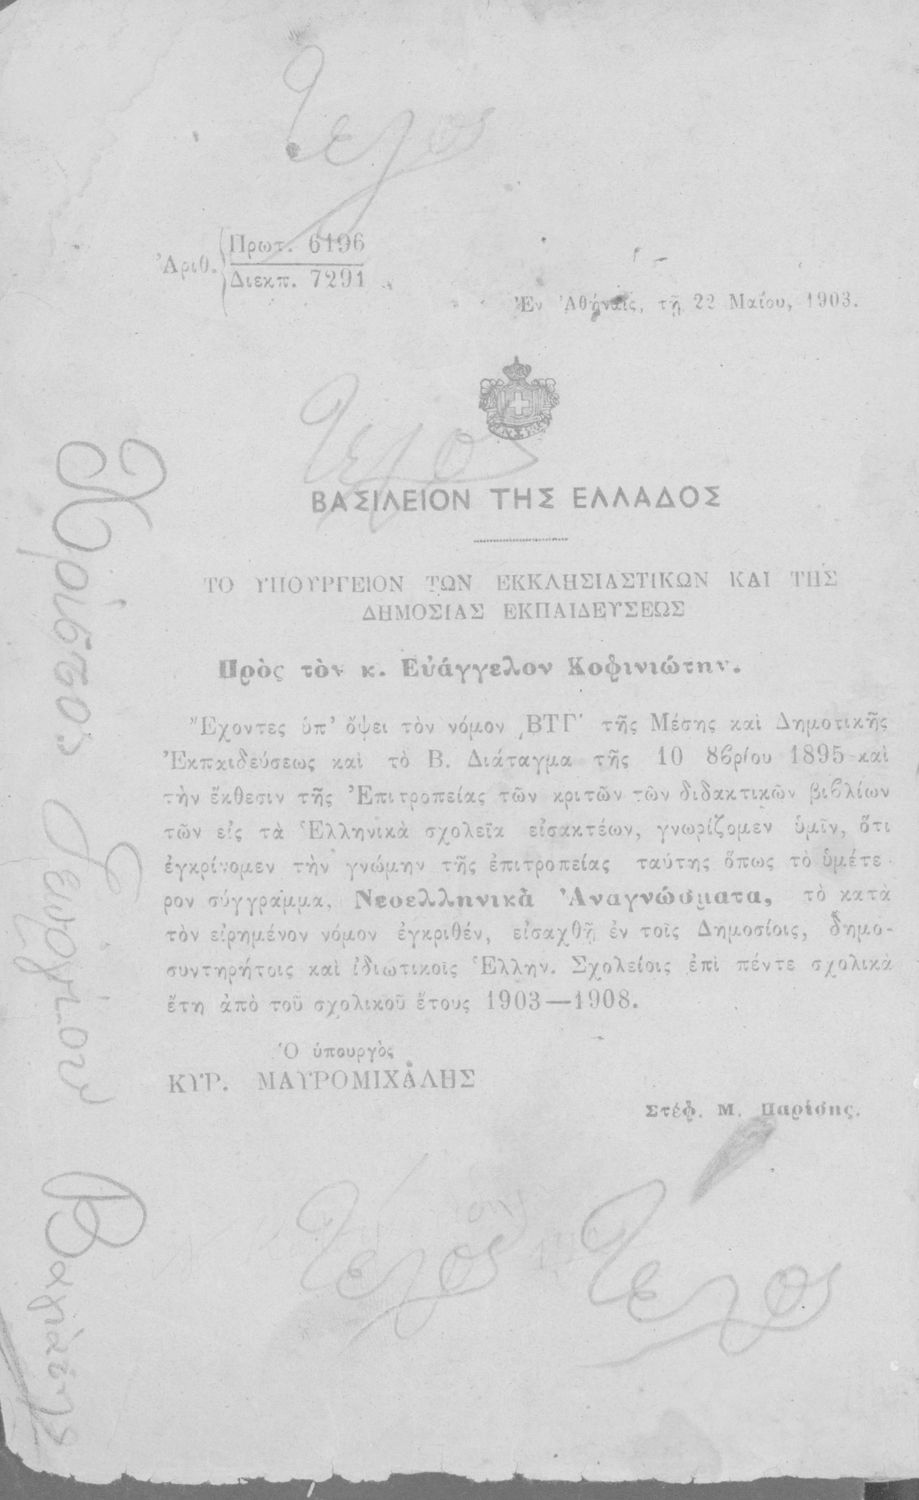 Τέλος
Ἀριθ. Πρωτ. 6196
Διεκπ. 7291
Ἐν Ἀθήναις, τῇ 22 Μαΐου, 1903.
Τέλος
ΒΑΣΙΛΕΙΟΝ ΤΗΣ ΕΛΛΑΔΟΣ
ΤΟ ΥΠΟΥΡΓΕΙΟΝ ΤΩΝ ΕΚΚΛΗΣΙΑΣΤΙΚΩΝ ΚΑΙ ΤΗΣ
ΔΗΜΟΣΙΑΣ ΕΚΠΑΙΔΕΥΣΕΩΣ
Πρὸς τὸν κ. Εὐάγγελον Κοφινιώτην.
Ἔχοντες ὑπ' ὄψει τὸν νόμον ͵ΒΤΓ΄ τῆς Μέσης καὶ Δημοτικῆς
Ἐκπαιδεύσεως καὶ τὸ Β. Διάταγμα τῆς 10 8βρίου 1895 καὶ
τὴν ἔκθεσιν τῆς Ἐπιτροπείας τῶν κριτῶν τῶν διδακτικῶν βιβλίων
τῶν εἰς τὰ Ἑλληνικὰ σχολεῖα εἰσακτέων, γνωρίζομεν ὑμῖν, ὅτι
ἐγκρίνομεν τὴν γνώμην τῆς ἐπιτροπείας ταύτης ὅπως τὸ ὑμέτε-
ρον σύγγραμμα, Νεοελληνικὰ Ἀναγνώσματα, τὸ κατὰ
τὸν εἰρημένον νόμον ἐγκριθέν, εἰσαχθῇ ἐν τοῖς Δημοσίοις, δημο-
συντηρήτοις καὶ ἰδιωτικοῖς Ἑλλην. Σχολείοις ἐπὶ πέντε σχολικὰ
ἔτη ἀπὸ τοῦ σχολικοῦ ἔτους 1903—1908.
Ὁ ὑπουργὸς
ΚΥΡ. ΜΑΥΡΟΜΙΧΑΛΗΣ
Στέφ. Μ. Παρίσης.
Τέλος Τέλος
Χρίστος